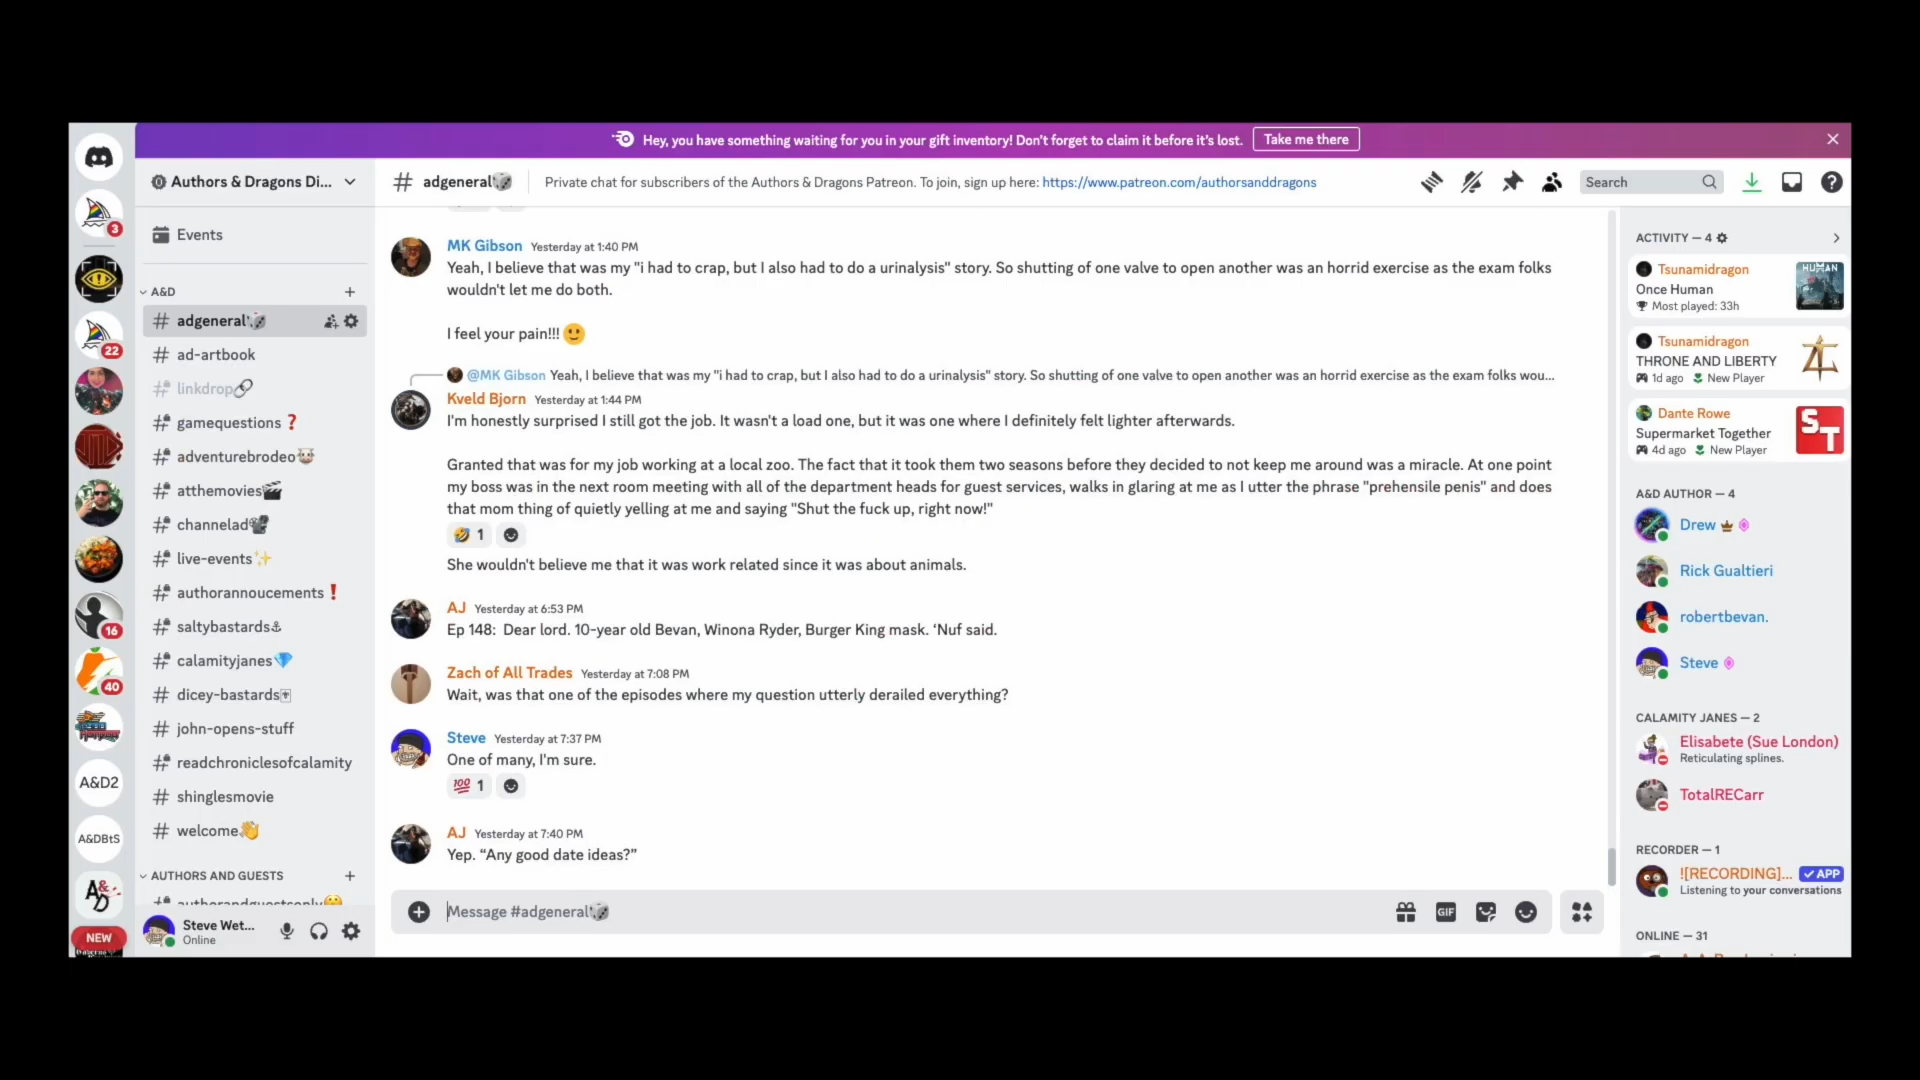 Hey, you have something waiting for you in your gift inventory! Don't forget to claim it before it's lost. Take me there
Authors & Dragons Di...
adgeneral
Private chat for subscribers of the Authors & Dragons Patreon. To join, sign up here: https://www.patreon.com/authorsanddragons
Search
3
22
16
40
A&D2
A&DBtS
A&D
NEW
Events
A&D
adgeneral
ad-artbook
linkdrop
gamequestions
adventurebrodeo
atthemovies
channelad
live-events
authorannoucements
saltybastards
calamityjanes
dicey-bastards
john-opens-stuff
readchroniclesofcalamity
shinglesmovie
welcome
AUTHORS AND GUESTS
authorandguestsonly
Steve Wet...
Online
MK Gibson Yesterday at 1:40 PM
Yeah, I believe that was my "i had to crap, but I also had to do a urinalysis" story. So shutting of one valve to open another was an horrid exercise as the exam folks
wouldn't let me do both.
I feel your pain!!!
@MK Gibson Yeah, I believe that was my "i had to crap, but I also had to do a urinalysis" story. So shutting of one valve to open another was an horrid exercise as the exam folks wou...
Kveld Bjorn Yesterday at 1:44 PM
I'm honestly surprised I still got the job. It wasn't a load one, but it was one where I definitely felt lighter afterwards.
Granted that was for my job working at a local zoo. The fact that it took them two seasons before they decided to not keep me around was a miracle. At one point
my boss was in the next room meeting with all of the department heads for guest services, walks in glaring at me as I utter the phrase "prehensile penis" and does
that mom thing of quietly yelling at me and saying "Shut the fuck up, right now!"
1
She wouldn't believe me that it was work related since it was about animals.
AJ Yesterday at 6:53 PM
Ep 148: Dear lord. 10-year old Bevan, Winona Ryder, Burger King mask. ‘Nuf said.
Zach of All Trades Yesterday at 7:08 PM
Wait, was that one of the episodes where my question utterly derailed everything?
Steve Yesterday at 7:37 PM
One of many, I'm sure.
100 1
AJ Yesterday at 7:40 PM
Yep. “Any good date ideas?”
Message #adgeneral
GIF
ACTIVITY — 4
Tsunamidragon
Once Human
Most played: 33h
HUMAN
Tsunamidragon
THRONE AND LIBERTY
1d ago New Player
Dante Rowe
Supermarket Together
4d ago New Player
ST
A&D AUTHOR — 4
Drew
Rick Gualtieri
robertbevan.
Steve
CALAMITY JANES — 2
Elisabete (Sue London)
Reticulating splines.
TotalRECarr
RECORDER — 1
![RECORDING]... APP
Listening to your conversations
ONLINE — 31